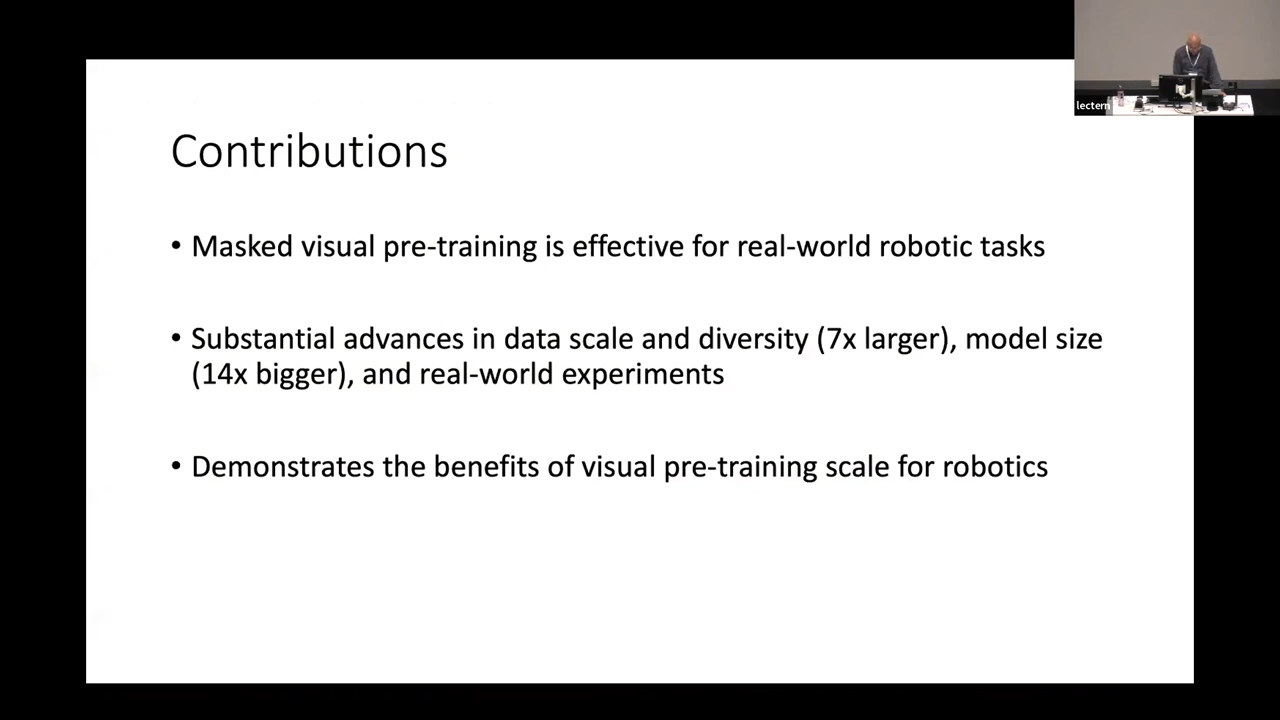 lectern
Contributions
• Masked visual pre-training is effective for real-world robotic tasks
• Substantial advances in data scale and diversity (7x larger), model size
(14x bigger), and real-world experiments
• Demonstrates the benefits of visual pre-training scale for robotics